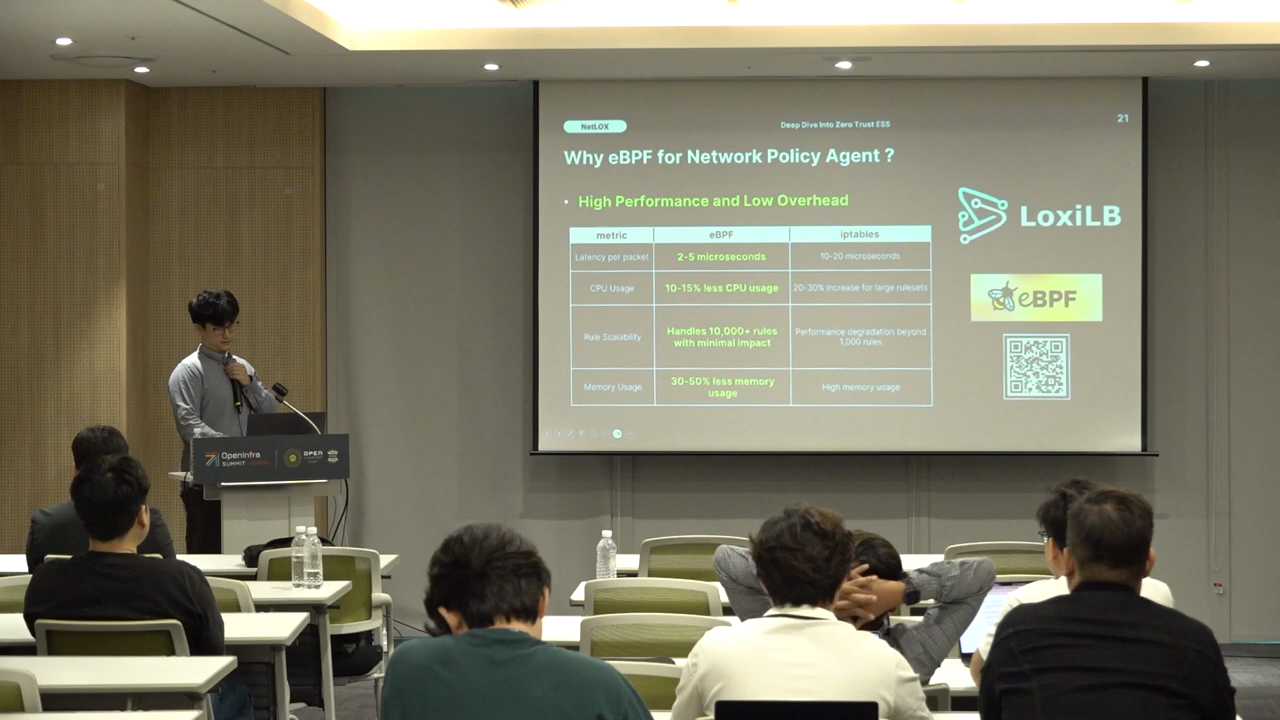 NetLOX
Deep Dive Into Zero Trust ESS
21
Why eBPF for Network Policy Agent ?
• High Performance and Low Overhead
metric eBPF iptables
Latency per packet 2-5 microseconds 10-20 microseconds
CPU Usage 10-15% less CPU usage 20-30% increase for large rulesets
Rule Scalability Handles 10,000+ rules with minimal impact Performance degradation beyond 1,000 rules
Memory Usage 30-50% less memory usage High memory usage
LoxiLB
eBPF
OpenInfra
SUMMIT
OPEN